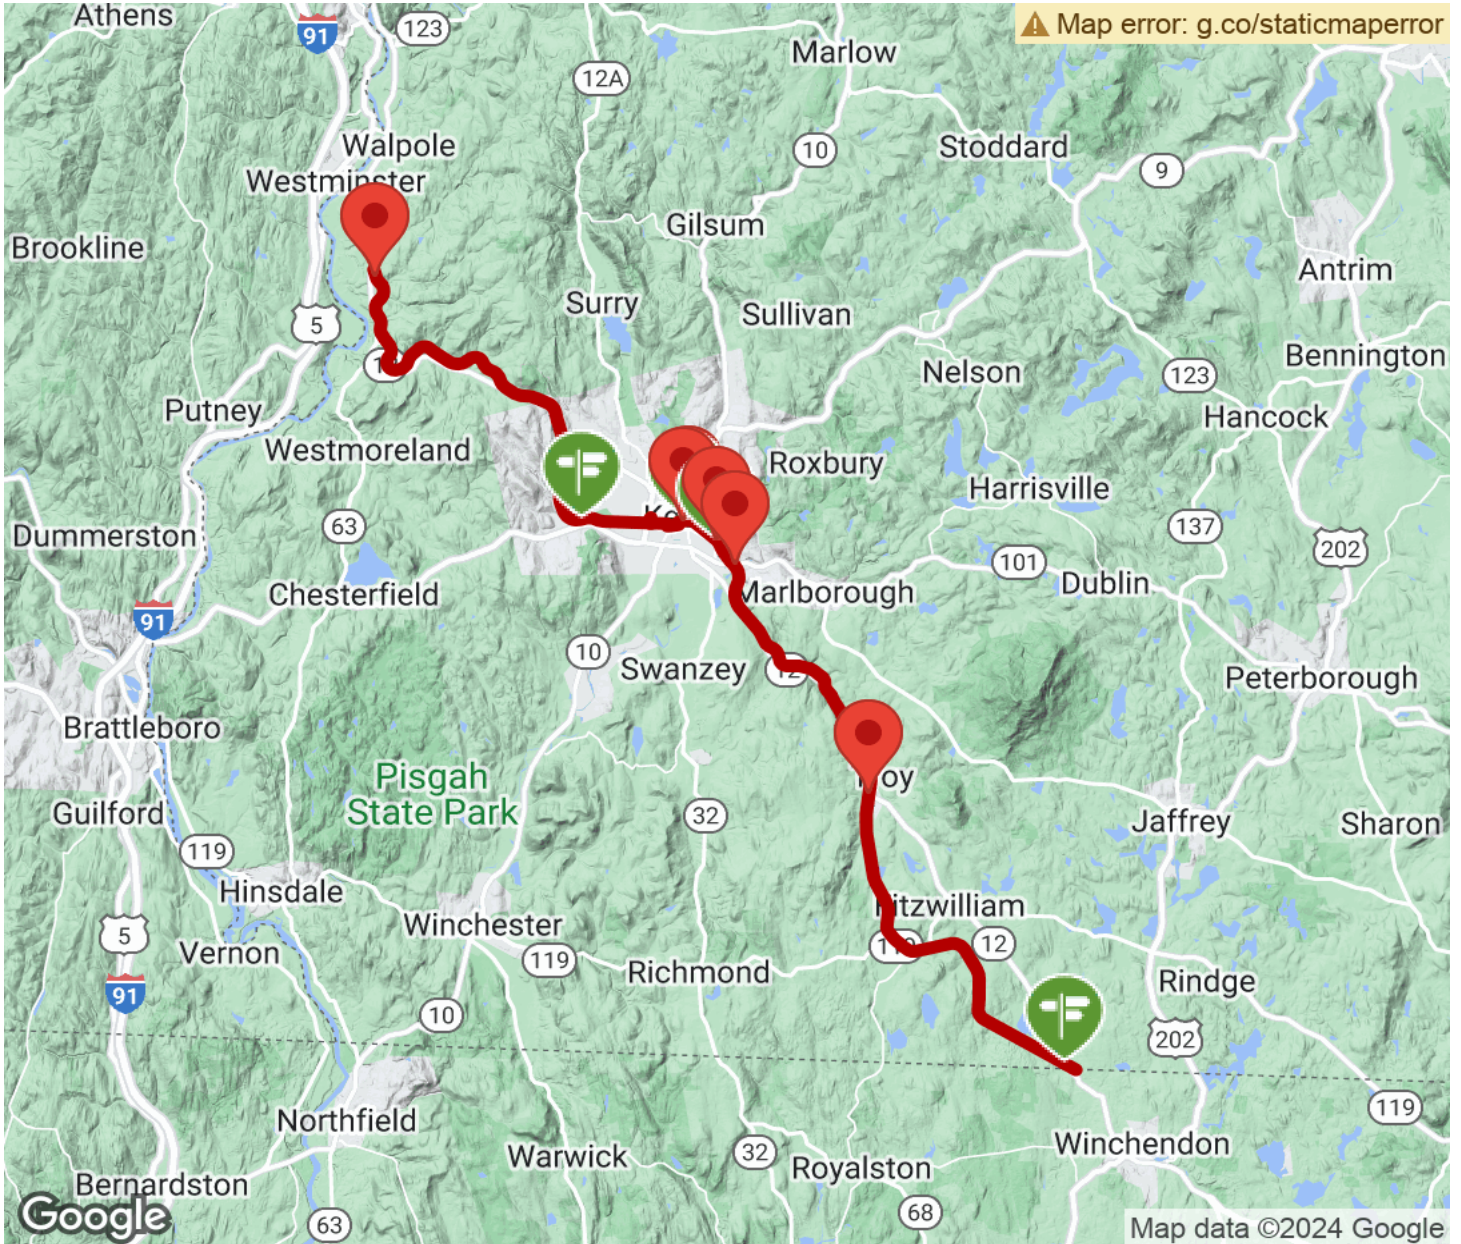 Athens
91
123
⚠ Map error: g.co/staticmaperror
Marlow
12A
Walpole
10
Stoddard
9
Westminster
Gilsum
Brookline
Antrim
Surry
Sullivan
5
Bennington
Nelson
123
Putney
Hancock
Westmoreland
Roxbury
Harrisville
Dummerston
63
137
202
101
Dublin
Chesterfield
Marlborough
91
10
Swanzey
12
Peterborough
Brattleboro
Pisgah
State Park
Guilford
32
Jaffrey
Sharon
119
Hinsdale
Fitzwilliam
Winchester
5
12
Vernon
119
Richmond
Rindge
91
10
202
119
Northfield
Winchendon
Warwick
32
Royalston
Bernardston
Google
63
68
Map data ©2024 Google